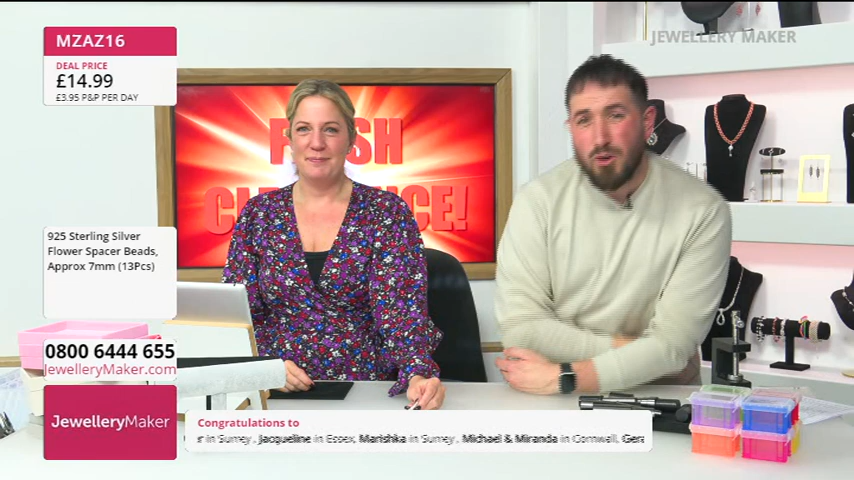 MZAZ16
DEAL PRICE
£14.99
£3.95 P&P PER DAY
JEWELLERY MAKER
925 Sterling Silver
Flower Spacer Beads,
Approx 7mm (13Pcs)
0800 6444 655
JewelleryMaker.com
JewelleryMaker
Congratulations to
in Surrey, Jacqueline in Essex, Marishka in Surrey, Michael & Miranda in Cornwall,